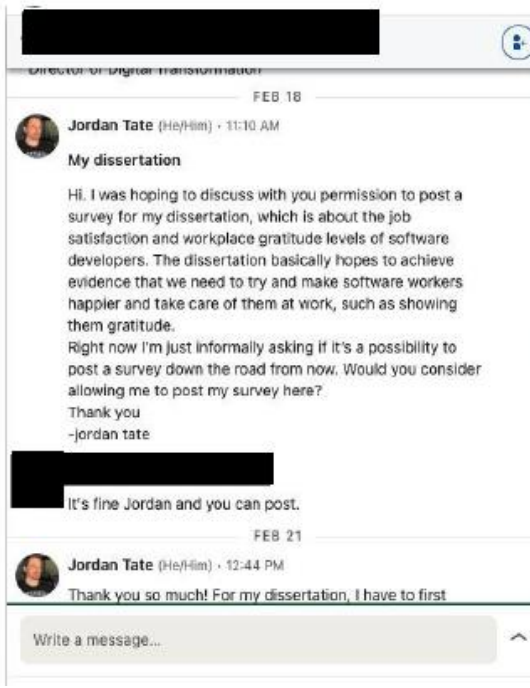 Director of Digital Transformation
FEB 18
Jordan Tate (He/Him) • 11:10 AM
My dissertation
Hi. I was hoping to discuss with you permission to post a
survey for my dissertation, which is about the job
satisfaction and workplace gratitude levels of software
developers. The dissertation basically hopes to achieve
evidence that we need to try and make software workers
happier and take care of them at work, such as showing
them gratitude.
Right now I'm just informally asking if it's a possibility to
post a survey down the road from now. Would you consider
allowing me to post my survey here?
Thank you
-jordan tate
It's fine Jordan and you can post.
FEB 21
Jordan Tate (He/Him) • 12:44 PM
Thank you so much! For my dissertation, I have to first
Write a message...